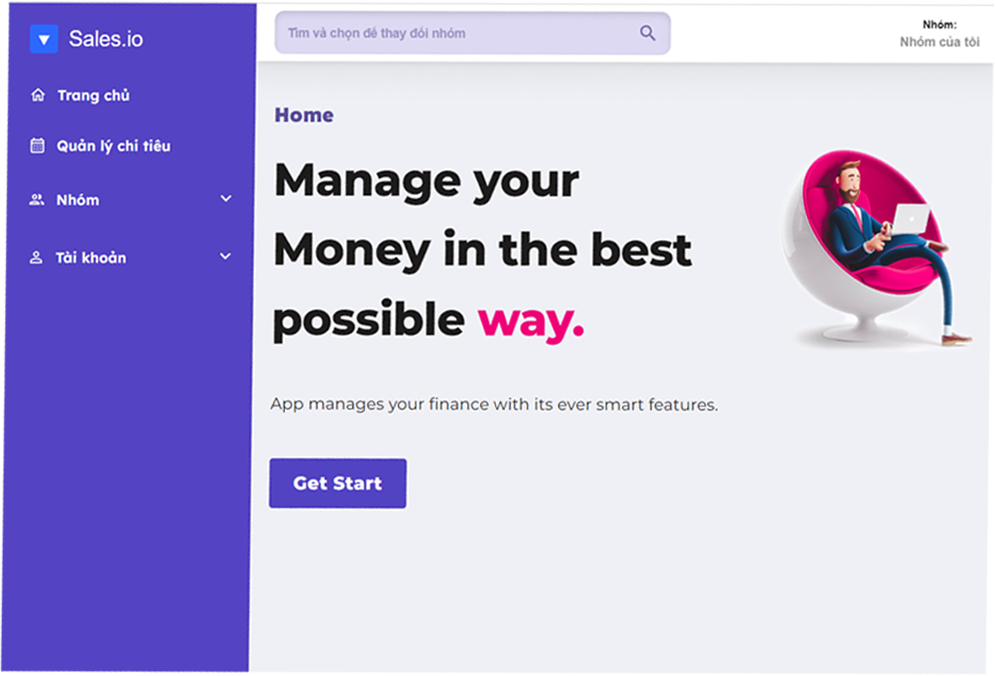 Sales.io
Trang chủ
Quản lý chi tiêu
Nhóm
Tài khoản
Tìm và chọn để thay đổi nhóm
Nhóm:
Nhóm của tôi
Home
Manage your
Money in the best
possible way.
App manages your finance with its ever smart features.
Get Start